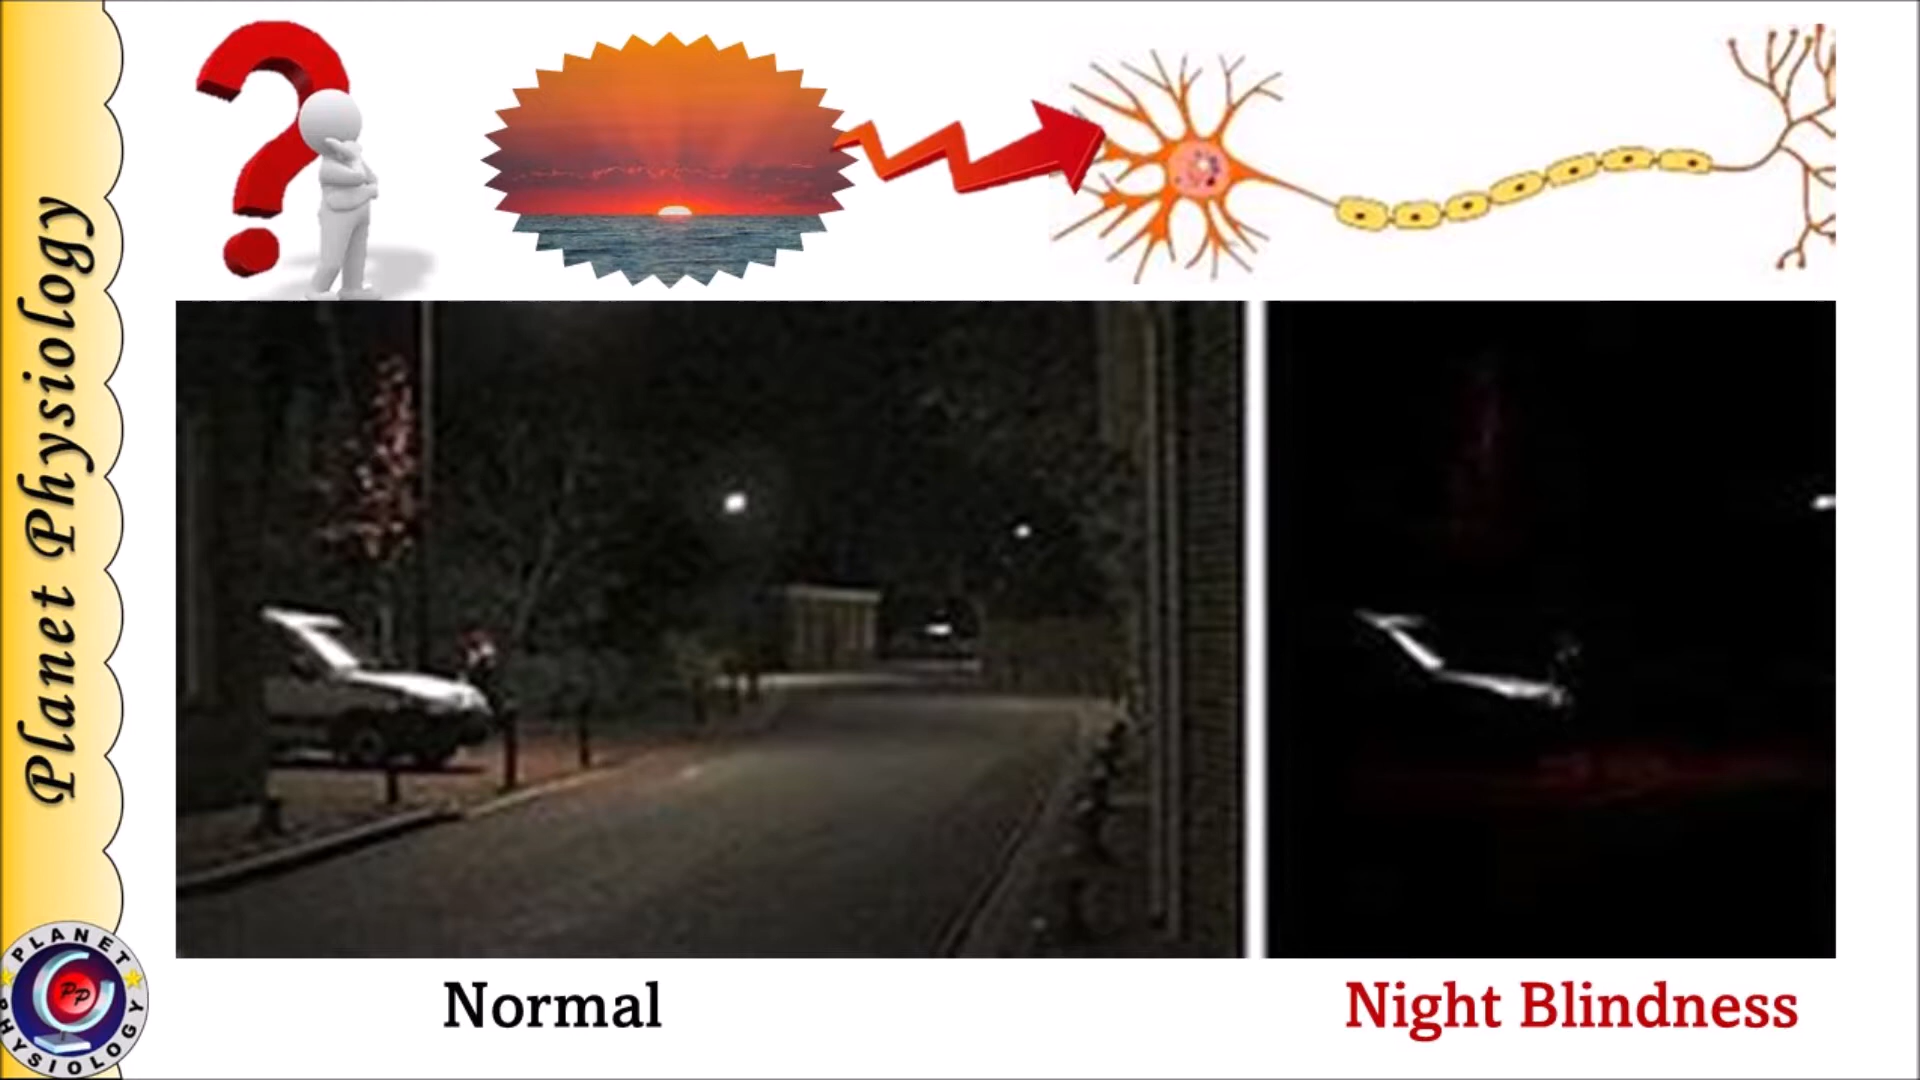 Planet Physiology
PLANET
PHYSIOLOGY
PP
Normal
Night Blindness